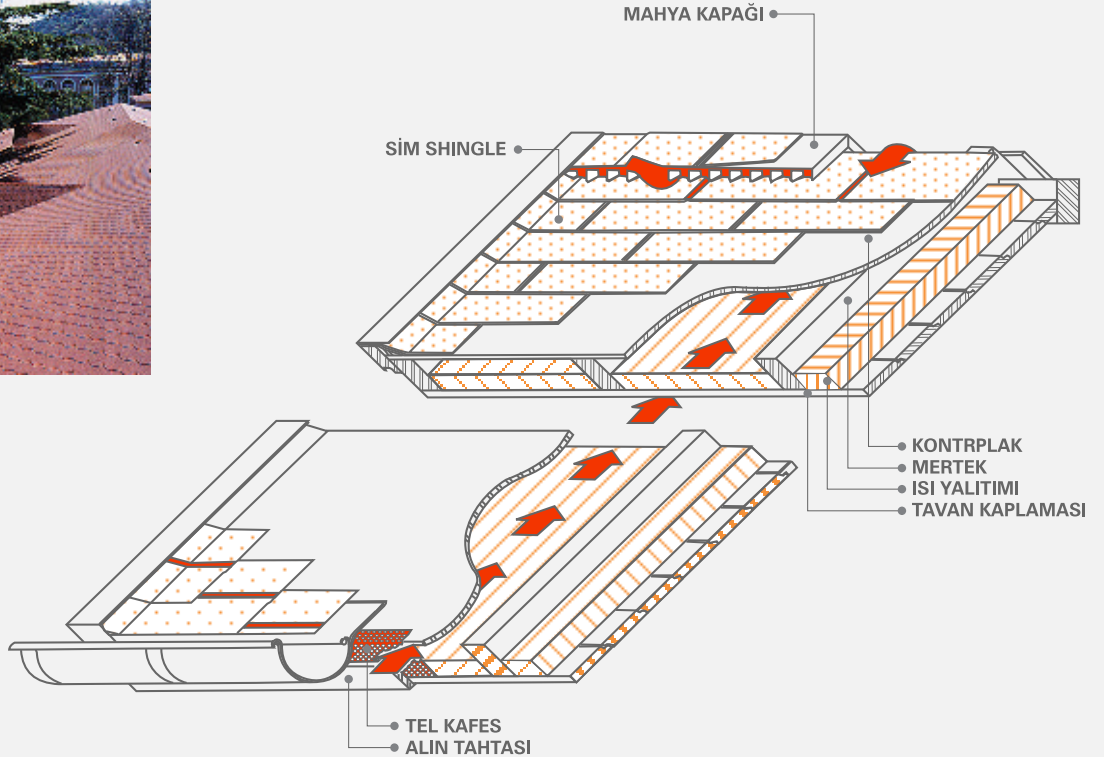 MAHYA KAPAĞI
SİM SHINGLE
KONTRPLAK
MERTEK
ISI YALITIMI
TAVAN KAPLAMASI
TEL KAFES
ALIN TAHTASI